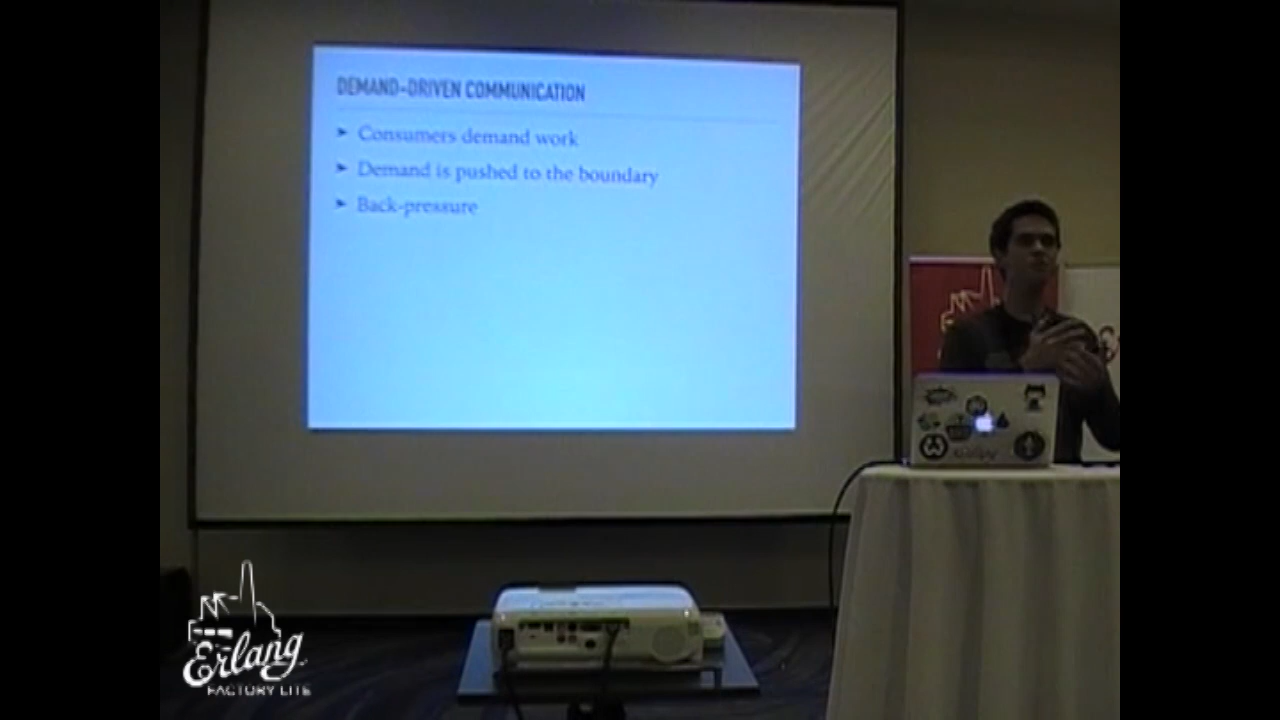 DEMAND-DRIVEN COMMUNICATION
➤ Consumers demand work
➤ Demand is pushed to the boundary
➤ Back-pressure
Erlang
FACTORY LITE